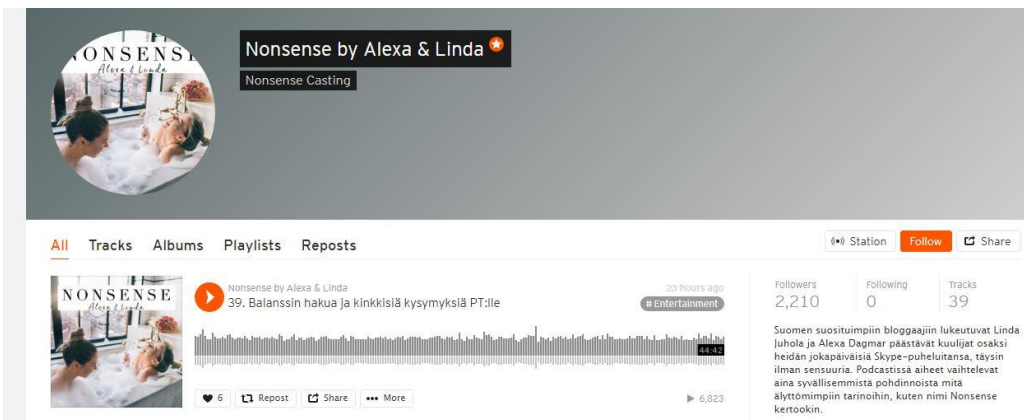 NONSENSE
Alexa & Linda
Nonsense by Alexa & Linda
Nonsense Casting
All Tracks Albums Playlists Reposts
Station Follow Share
NONSENSE
Alexa & Linda
Nonsense by Alexa & Linda
23 hours ago
39. Balanssin hakua ja kinkkisiä kysymyksiä PT:lle
# Entertainment
44:42
6 Repost Share More
6,823
Followers Following Tracks
2,210 0 39
Suomen suosituimpiin bloggaajiin lukeutuvat Linda
Juhola ja Alexa Dagmar päästävät kuulijat osaksi
heidän jokapäiväisiä Skype-puheluitansa, täysin
ilman sensuuria. Podcastissä aiheet vaihtelevat
aina syvällisemmistä pohdinnoista mitä
älyttömimpiin tarinoihin, kuten nimi Nonsense
kertookin.